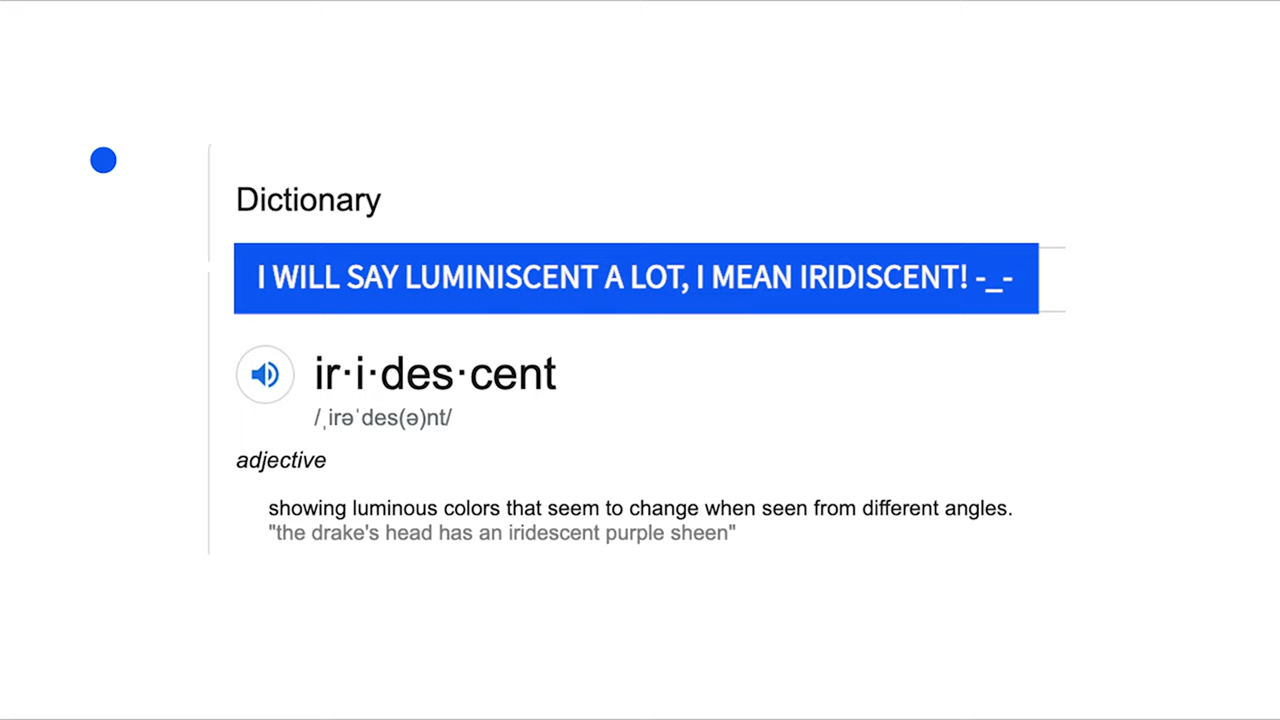 Dictionary
I WILL SAY LUMINISCENT A LOT, I MEAN IRIDISCENT! -_-
ir·i·des·cent
/ˌirəˈdes(ə)nt/
adjective
showing luminous colors that seem to change when seen from different angles.
"the drake's head has an iridescent purple sheen"